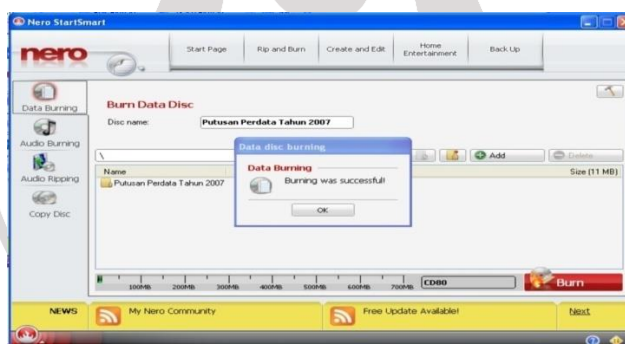 Nero StartSmart
nero
Start Page
Rip and Burn
Create and Edit
Home
Entertainment
Back Up
Data Burning
Audio Burning
Audio Ripping
Copy Disc
Burn Data Disc
Disc name:
Putusan Perdata Tahun 2007
\
Add
Delete
Name
Size (11 MB)
Putusan Perdata Tahun 2007
Data disc burning
Data Burning
Burning was successful!
OK
100MB 200MB 300MB 400MB 500MB 600MB 700MB
CD80
Burn
NEWS
My Nero Community
Free Update Available!
Next